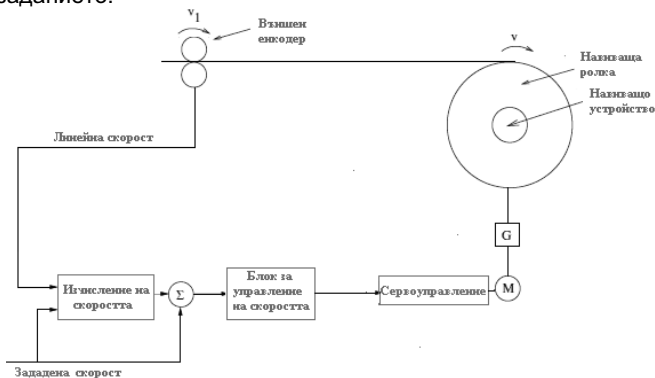 заданието.
v1
Външен
енкодер
v
Навиваща
ролка
Навиващо
устройство
Линейна скорост
G
Изчисление на
скоростта
Σ
Блок за
управление
на скоростта
Сервоуправление
M
Зададена скорост